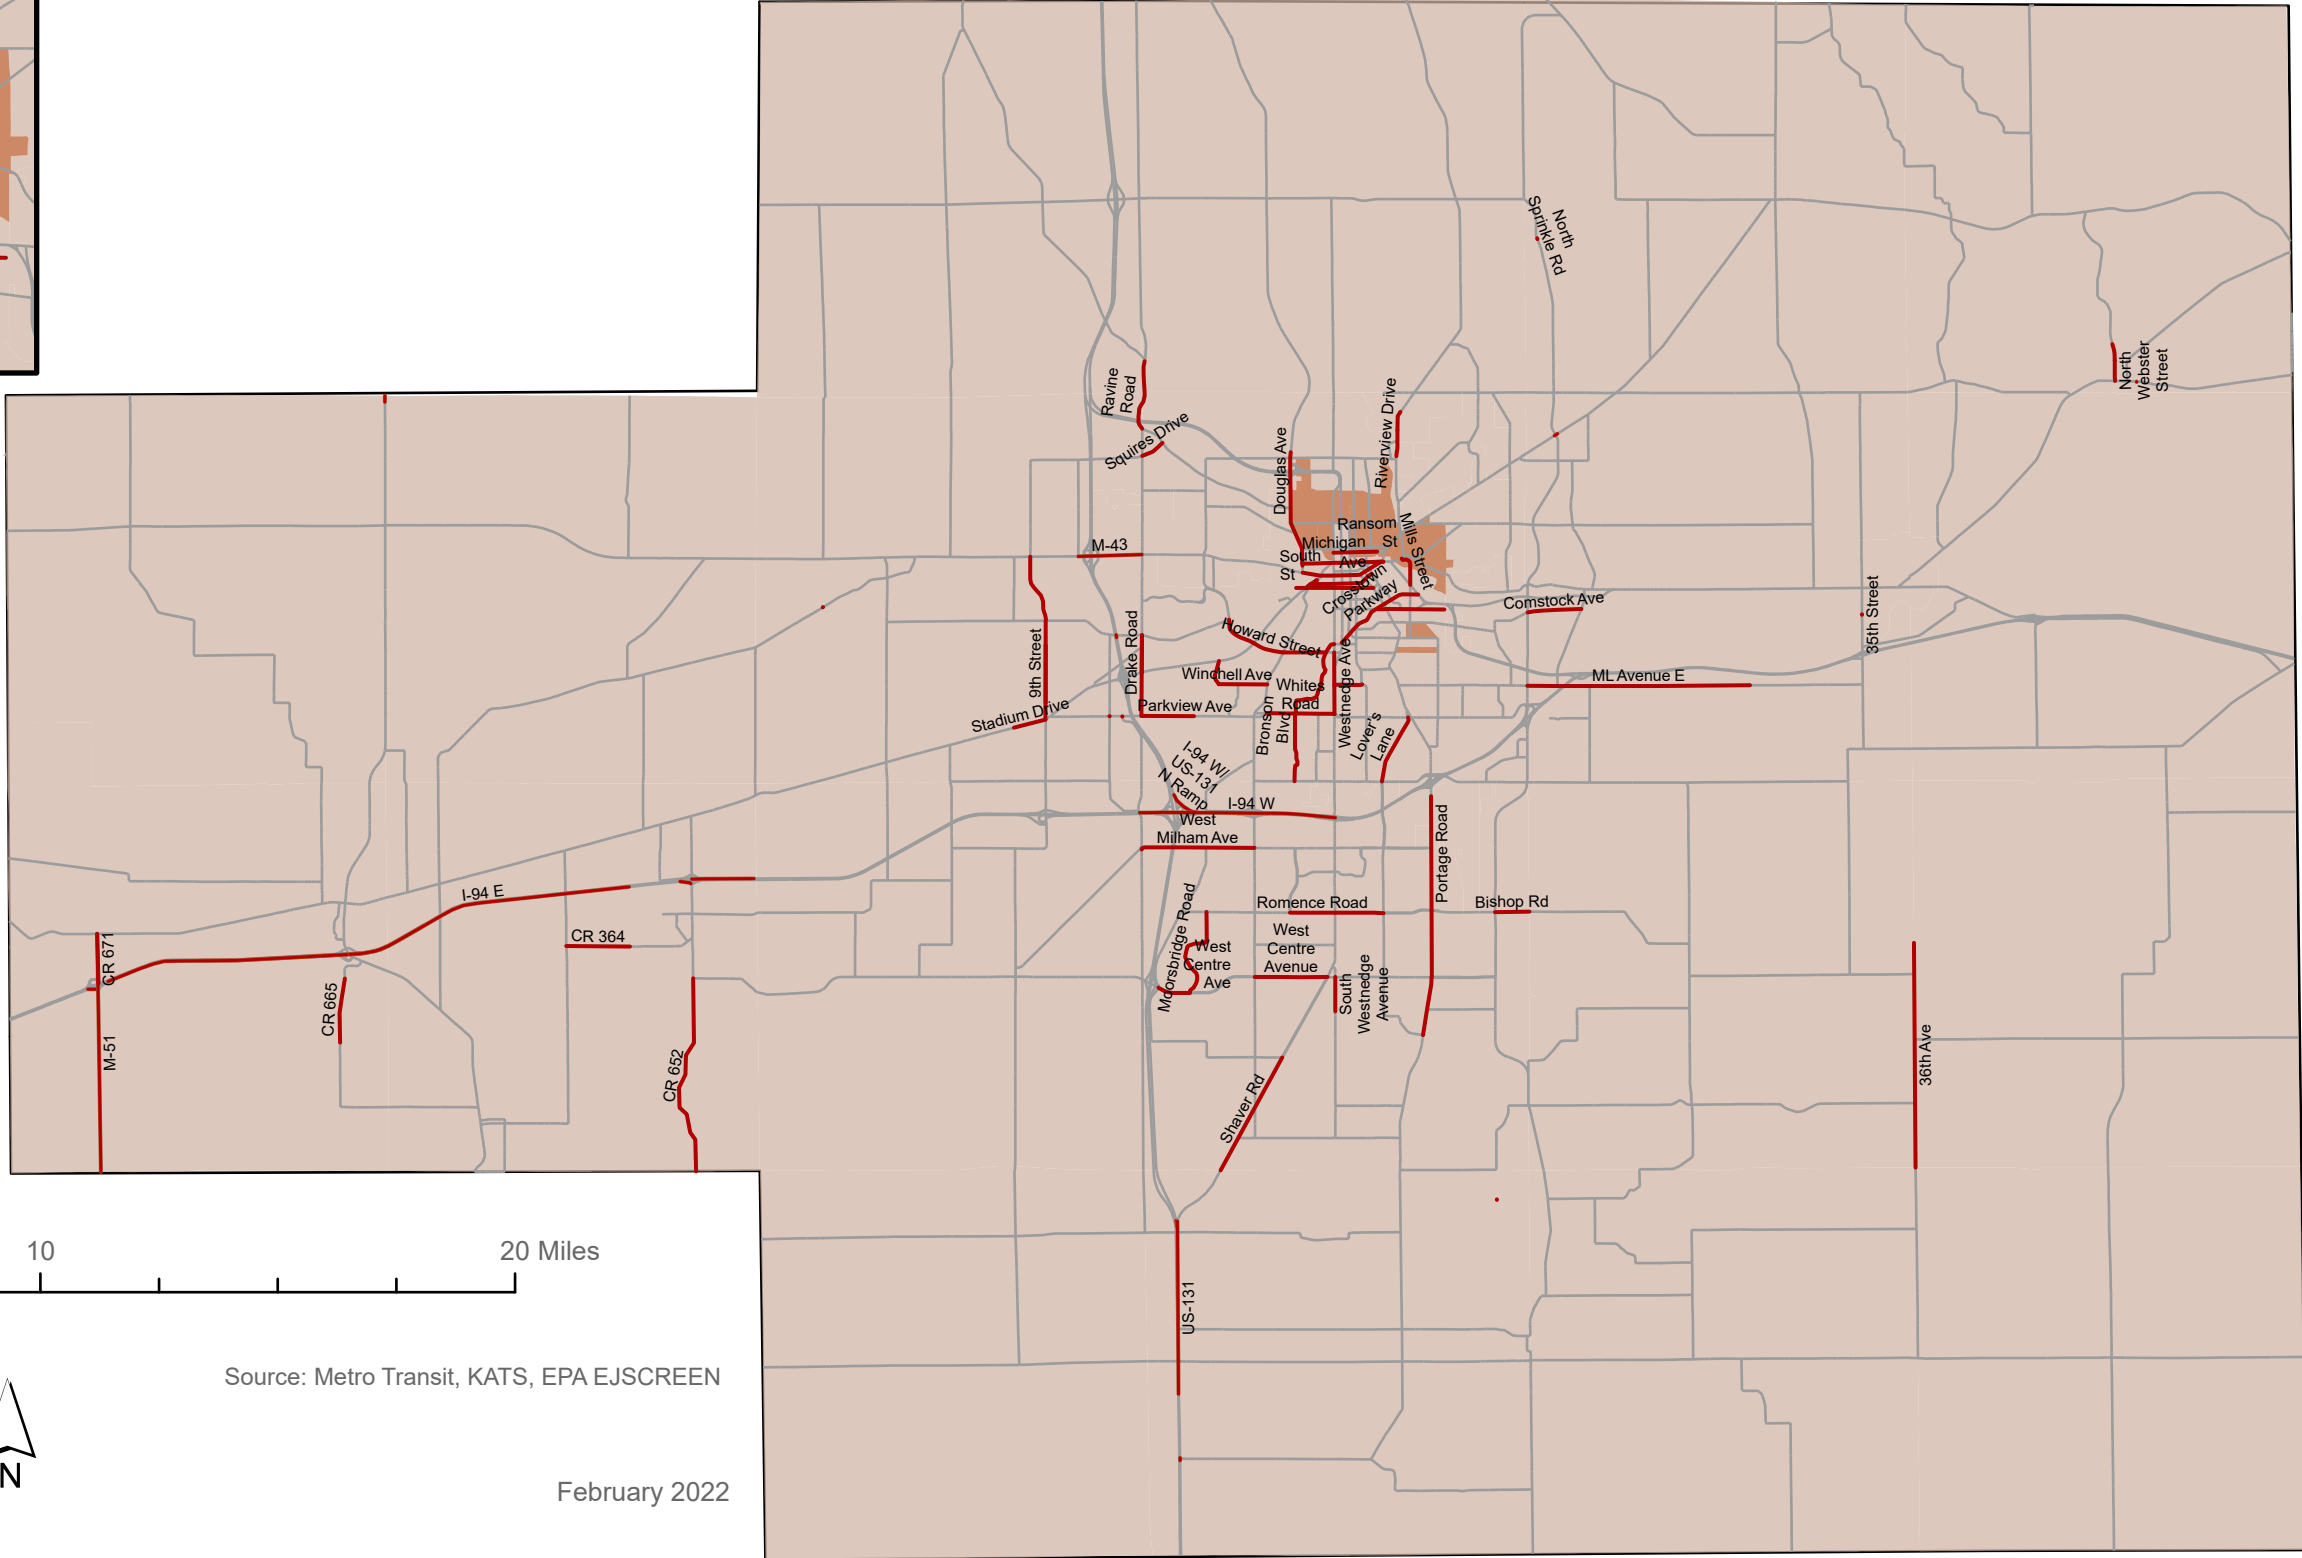 North
Sprinkle Rd
North
Webster
Street
Ravine
Road
Squires Drive
Riverview Drive
Douglas Ave
Ransom
St
Michigan
Ave
South
St
Mills Street
M-43
Crosstown
Parkway
Comstock Ave
35th Street
Howard Street
9th Street
Drake Road
Winchell Ave
Westnedge Ave
Whites
Road
ML Avenue E
Stadium Drive
Parkview Ave
Bronson
Blvd
Lover's
Lane
I-94 W/
US-131
N Ramp
I-94 W
West
Milham Ave
Portage Road
I-94 E
CR 364
Moorsbridge Road
Romence Road
Bishop Rd
CR 671
West
Centre
Ave
West
Centre
Avenue
South
Westnedge
Avenue
CR 665
M-51
CR 652
36th Ave
Shaver Rd
US-131
10
20 Miles
Source: Metro Transit, KATS, EPA EJSCREEN
N
February 2022